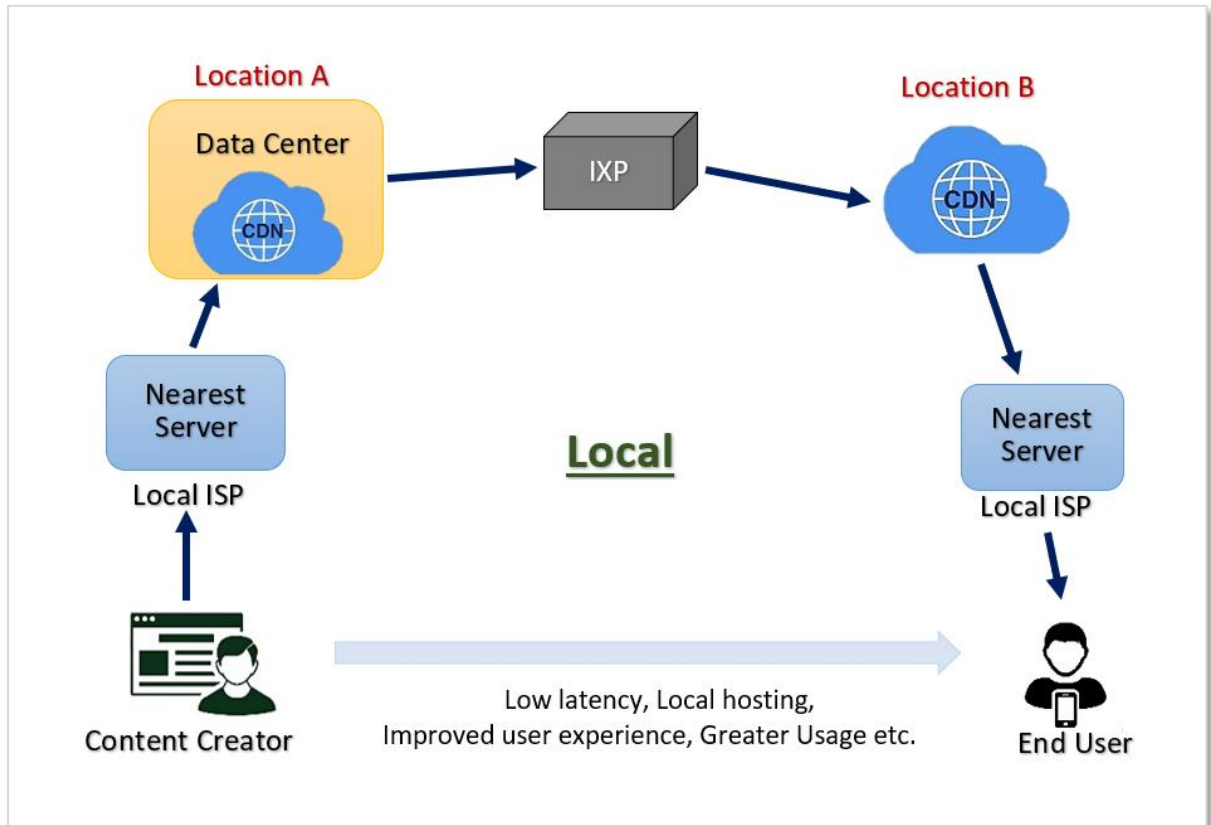 Location A
Data Center
CDN
IXP
Location B
CDN
Nearest
Server
Local ISP
Local
Nearest
Server
Local ISP
Content Creator
Low latency, Local hosting,
Improved user experience, Greater Usage etc.
End User